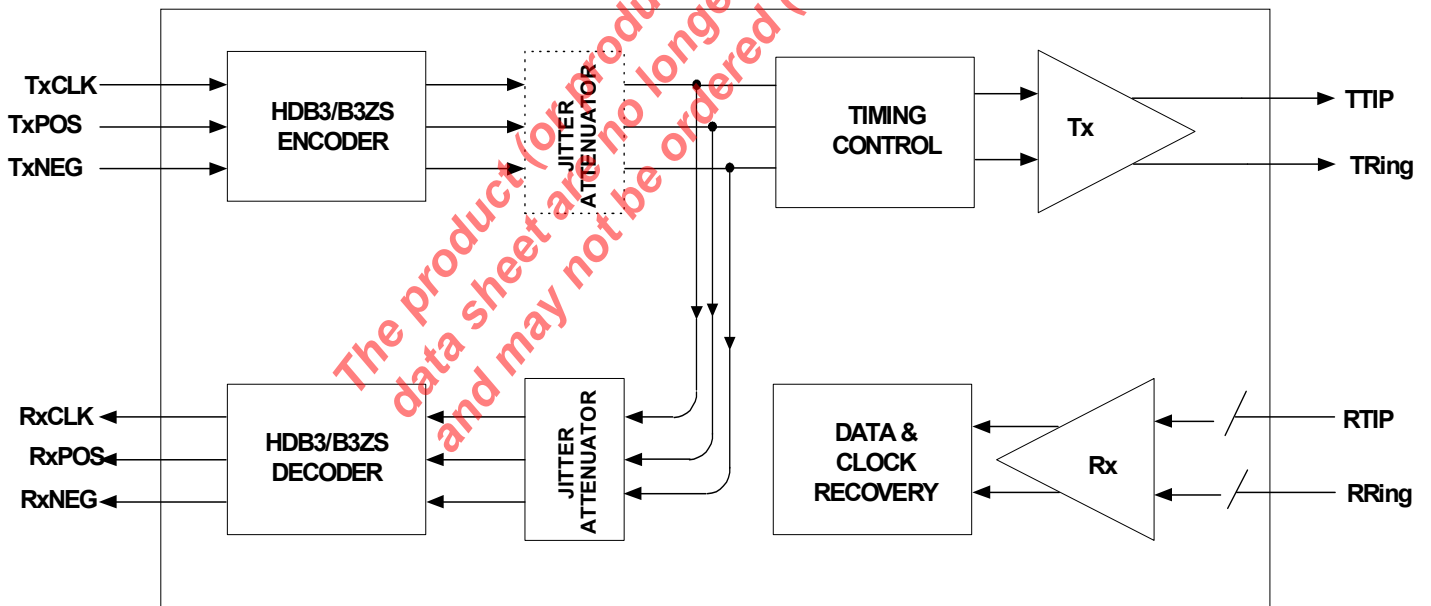 TxCLK
TxPOS
TxNEG
HDB3/B3ZS
ENCODER
JITTER
ATTENUATOR
TIMING
CONTROL
Tx
TTIP
TRing
The product (or produ
data sheet are no longe
and may not be ordered (
RxCLK
RxPOS
RxNEG
HDB3/B3ZS
DECODER
JITTER
ATTENUATOR
DATA &
CLOCK
RECOVERY
Rx
RTIP
RRing